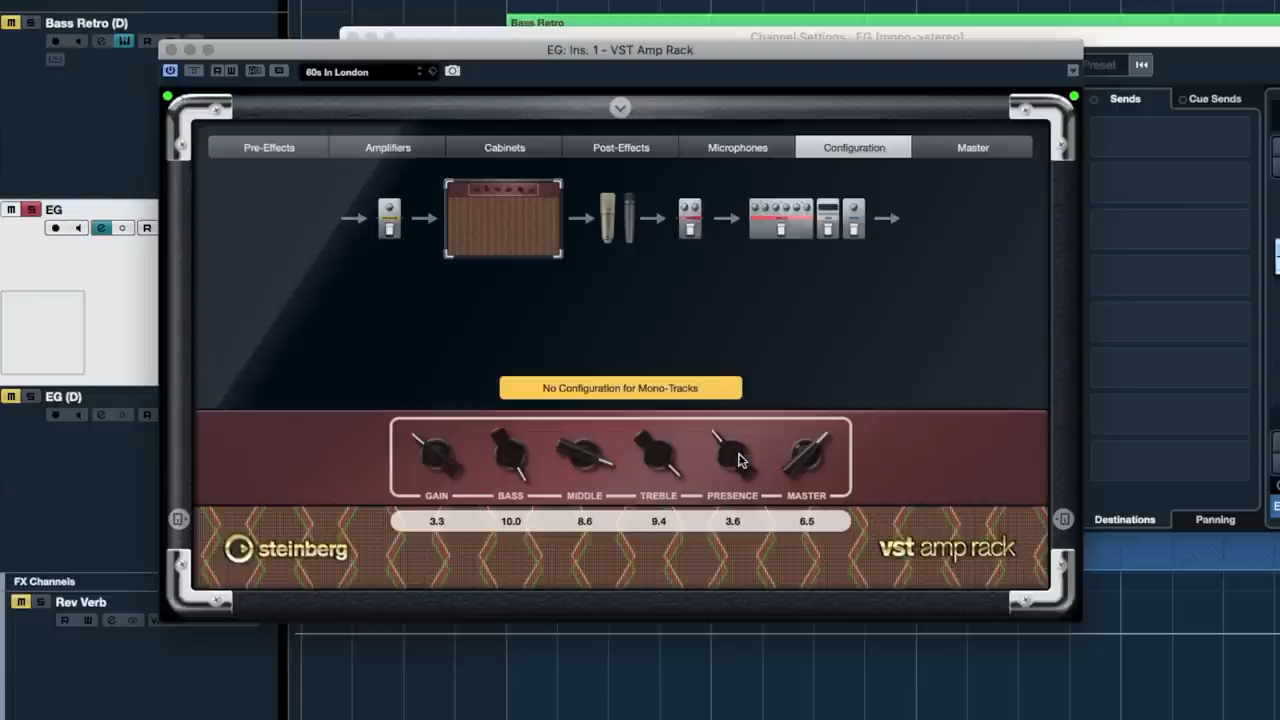 M S Bass Retro (D)
R
Bass Retro
Channel Settings - EG [mono->stereo]
EG: Ins. 1 - VST Amp Rack
R W
60s In London
Preset
Sends
Cue Sends
Pre-Effects
Amplifiers
Cabinets
Post-Effects
Microphones
Configuration
Master
M S EG
R
No Configuration for Mono-Tracks
M S EG (D)
R
GAIN
BASS
MIDDLE
TREBLE
PRESENCE
MASTER
3.3
10.0
8.6
9.4
3.6
6.5
steinberg
vst amp rack
Destinations
Panning
FX Channels
M S Rev Verb
R W